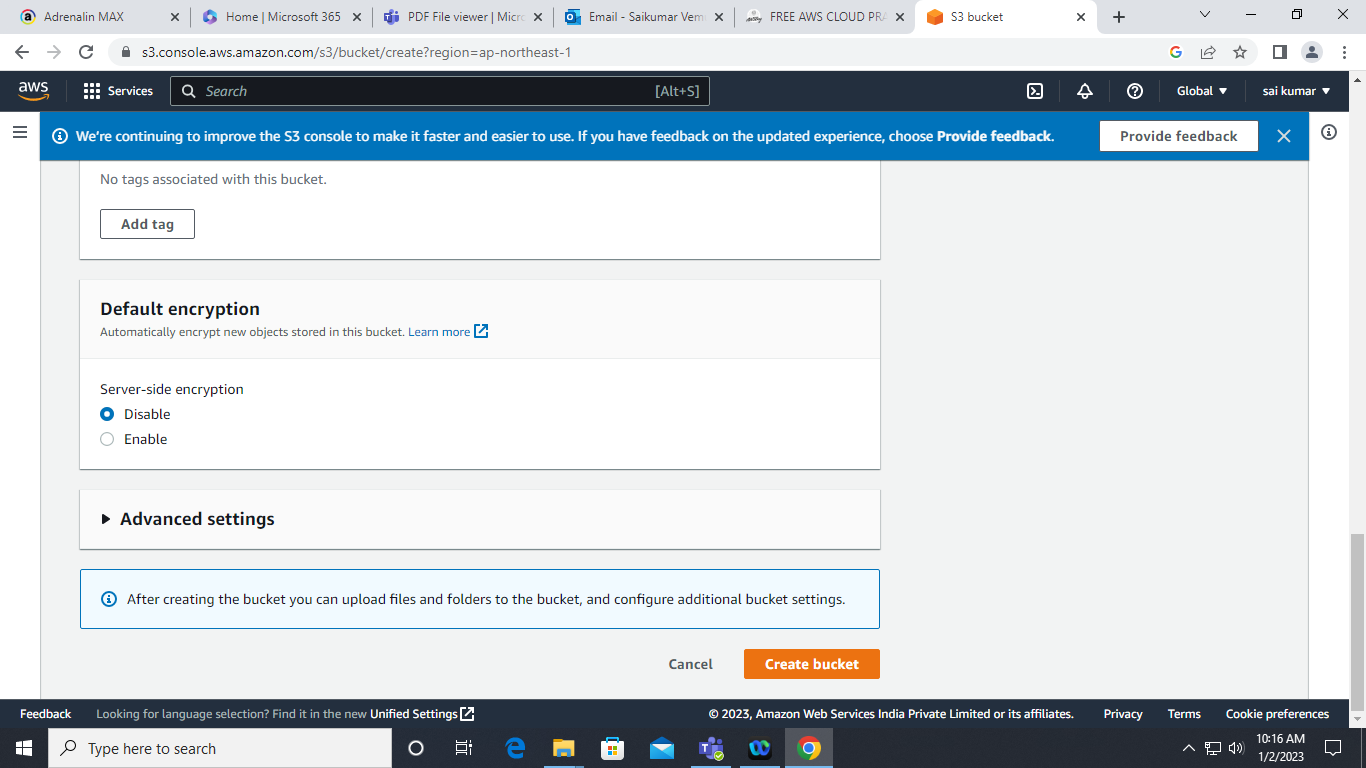 Adrenalin MAX
Home | Microsoft 365
PDF File viewer | Micro
Email - Saikumar Vem
FREE AWS CLOUD PRA
S3 bucket
s3.console.aws.amazon.com/s3/bucket/create?region=ap-northeast-1
aws
Services
Search
[Alt+S]
Global
sai kumar
We're continuing to improve the S3 console to make it faster and easier to use. If you have feedback on the updated experience, choose Provide feedback.
Provide feedback
No tags associated with this bucket.
Add tag
Default encryption
Automatically encrypt new objects stored in this bucket. Learn more
Server-side encryption
Disable
Enable
Advanced settings
After creating the bucket you can upload files and folders to the bucket, and configure additional bucket settings.
Cancel
Create bucket
Feedback
Looking for language selection? Find it in the new Unified Settings
© 2023, Amazon Web Services India Private Limited or its affiliates.
Privacy
Terms
Cookie preferences
Type here to search
10:16 AM
1/2/2023